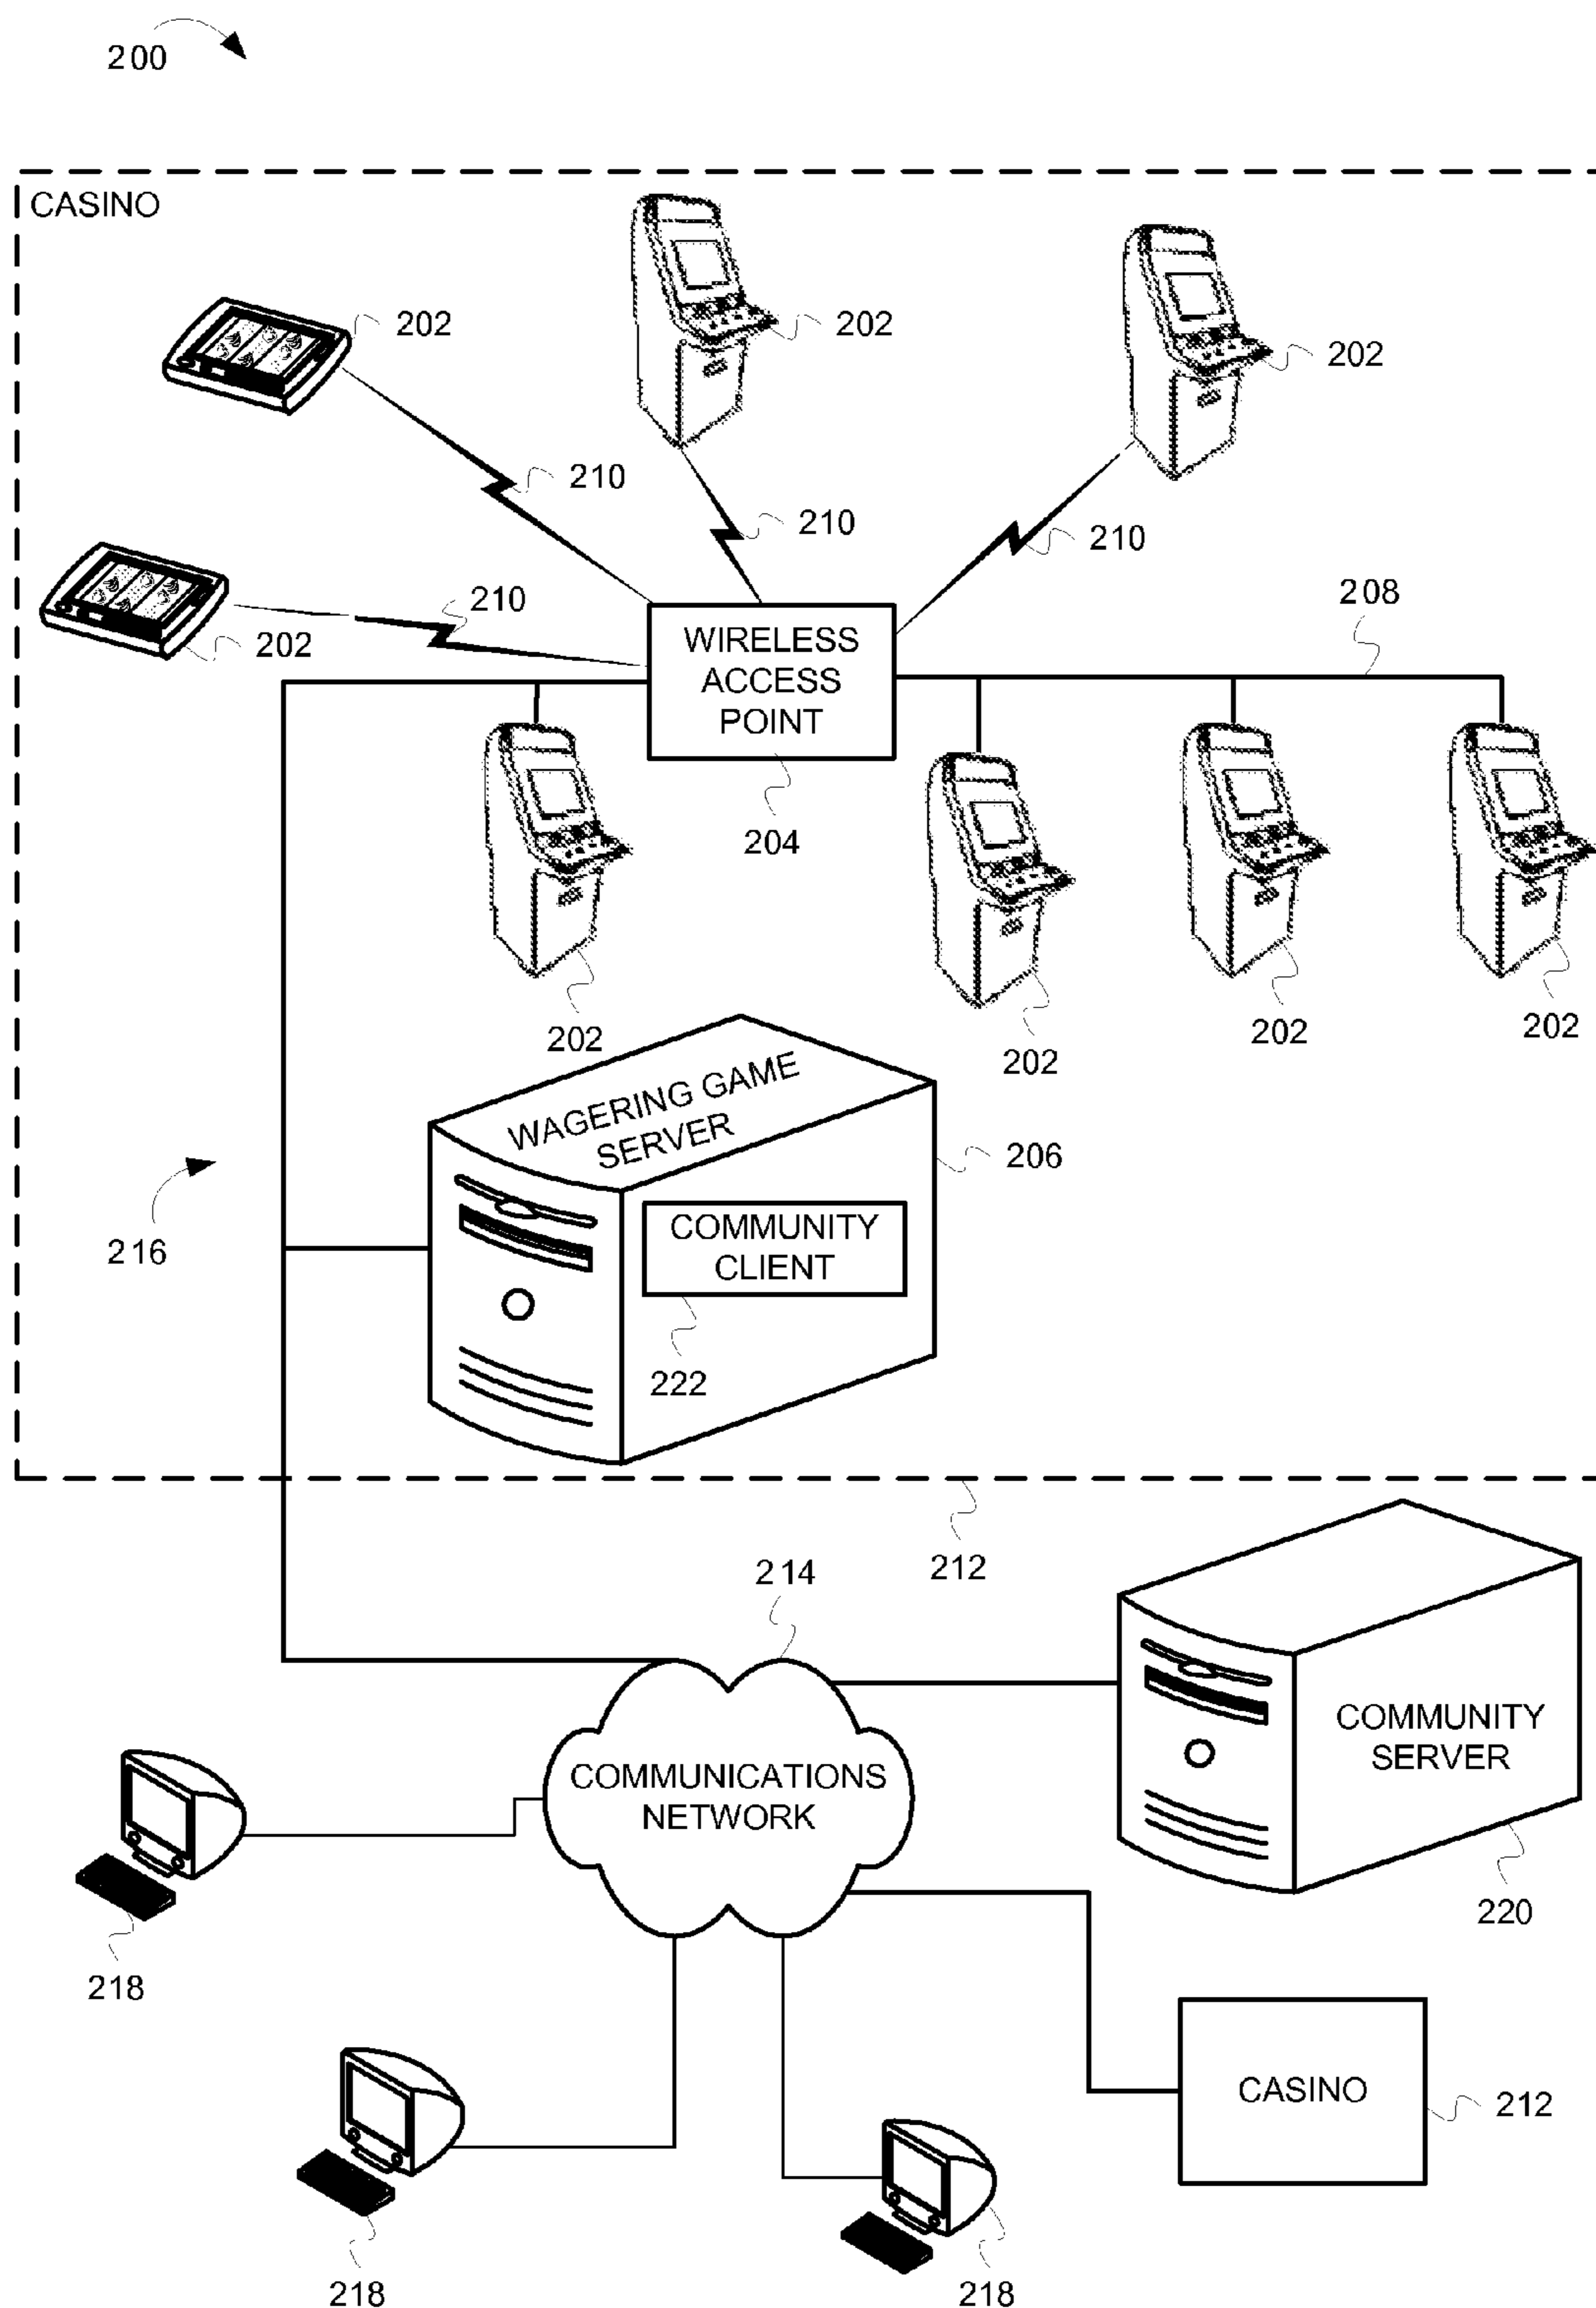 200
CASINO
202
202
202
210
210
210
210
202
208
WIRELESS
ACCESS
POINT
204
202
202
202
202
WAGERING GAME
SERVER
206
COMMUNITY
CLIENT
222
216
212
214
COMMUNITY
SERVER
220
COMMUNICATIONS
NETWORK
218
CASINO
212
218
218